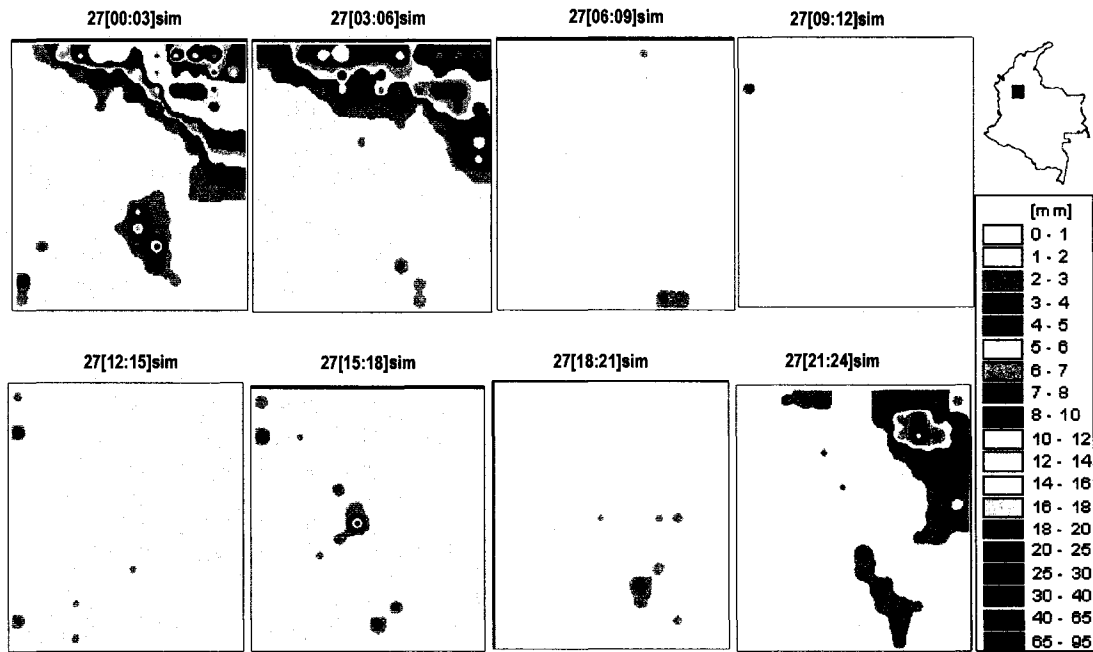 27[00:03]sim
27[03:06]sim
27[06:09]sim
27[09:12]sim
27[12:15]sim
27[15:18]sim
27[18:21]sim
27[21:24]sim
[mm]
0 - 1
1 - 2
2 - 3
3 - 4
4 - 5
5 - 6
6 - 7
7 - 8
8 - 10
10 - 12
12 - 14
14 - 16
16 - 18
18 - 20
20 - 25
25 - 30
30 - 40
40 - 65
65 - 95